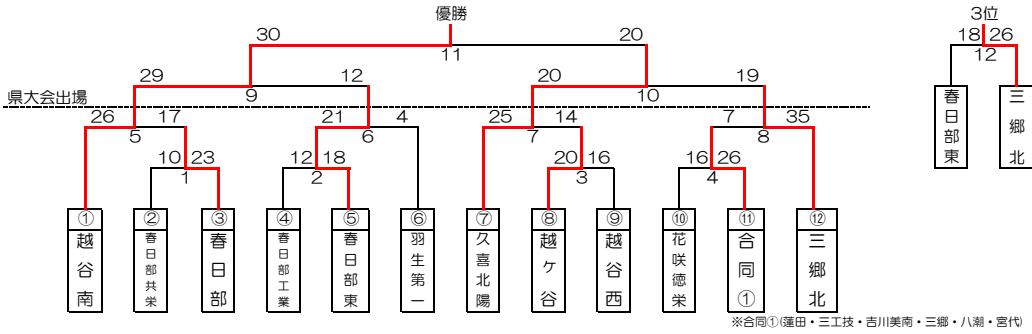 優勝 3位
30 20 18 26
11 12
29 12 20 19
県大会出場 9 10
26 17 21 4 25 14 7 35
5 6 7 8
10 23 12 18 20 16 16 26
1 2 3 4
① ② ③ ④ ⑤ ⑥ ⑦ ⑧ ⑨ ⑩ ⑪ ⑫
越谷南
春日部共栄
春日部
春日部工業
春日部東
羽生第一
久喜北陽
越ケ谷
越谷西
花咲徳栄
合同①
三郷北
春日部東
三郷北
※合同①(蓮田・三工技・吉川美南・三郷・八潮・宮代)